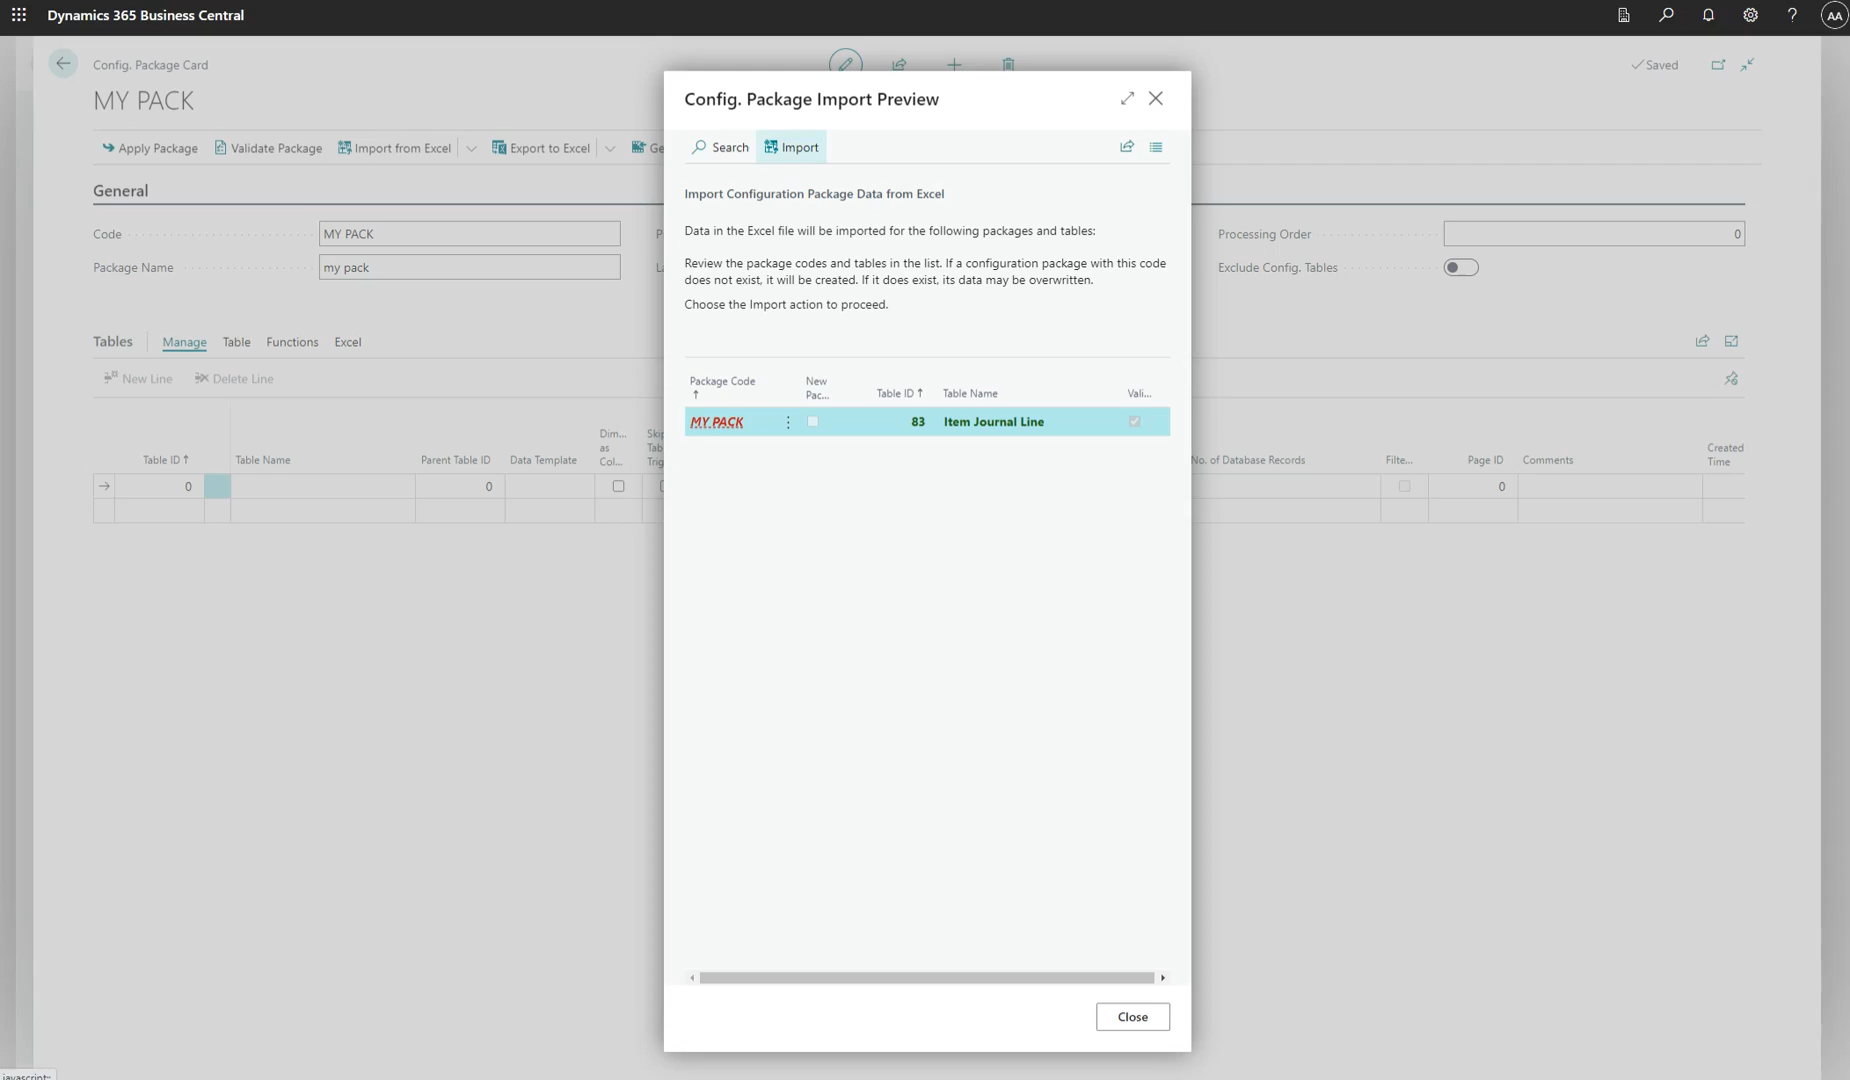 Dynamics 365 Business Central
AA
Config. Package Card
Saved
MY PACK
Apply Package
Validate Package
Import from Excel
Export to Excel
General
Code
MY PACK
Package Name
my pack
Processing Order
0
Exclude Config. Tables
Tables
Manage
Table
Functions
Excel
New Line
Delete Line
Table ID ↑
Table Name
Parent Table ID
Data Template
Dim...
as
Col...
No. of Database Records
Filte...
Page ID
Comments
Created
Time
0
0
0
Config. Package Import Preview
Search
Import
Import Configuration Package Data from Excel
Data in the Excel file will be imported for the following packages and tables:
Review the package codes and tables in the list. If a configuration package with this code
does not exist, it will be created. If it does exist, its data may be overwritten.
Choose the Import action to proceed.
Package Code
↑
New
Pac...
Table ID ↑
Table Name
Vali...
MY PACK
83
Item Journal Line
Close